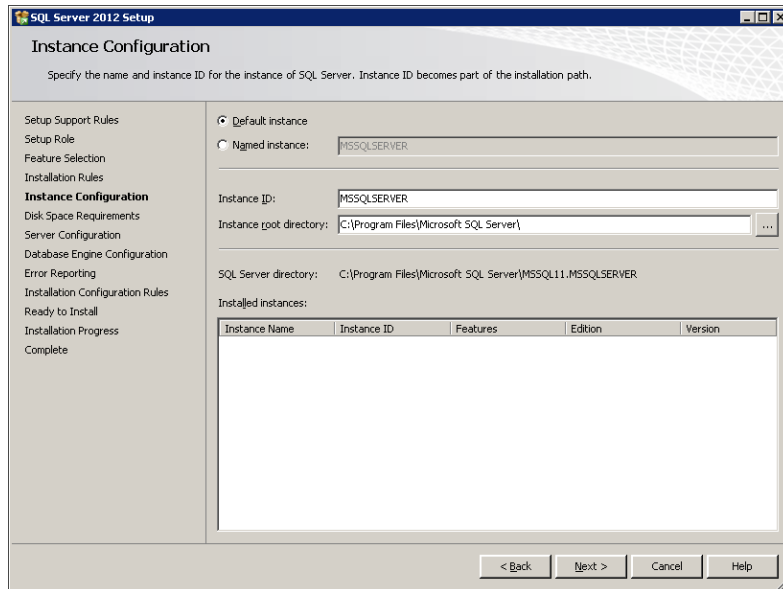 SQL Server 2012 Setup
Instance Configuration
Specify the name and instance ID for the instance of SQL Server. Instance ID becomes part of the installation path.
Setup Support Rules
Setup Role
Feature Selection
Installation Rules
Instance Configuration
Disk Space Requirements
Server Configuration
Database Engine Configuration
Error Reporting
Installation Configuration Rules
Ready to Install
Installation Progress
Complete
Default instance
Named instance: MSSQLSERVER
Instance ID: MSSQLSERVER
Instance root directory: C:\Program Files\Microsoft SQL Server\ ...
SQL Server directory: C:\Program Files\Microsoft SQL Server\MSSQL11.MSSQLSERVER
Installed instances:
Instance Name Instance ID Features Edition Version
< Back Next > Cancel Help